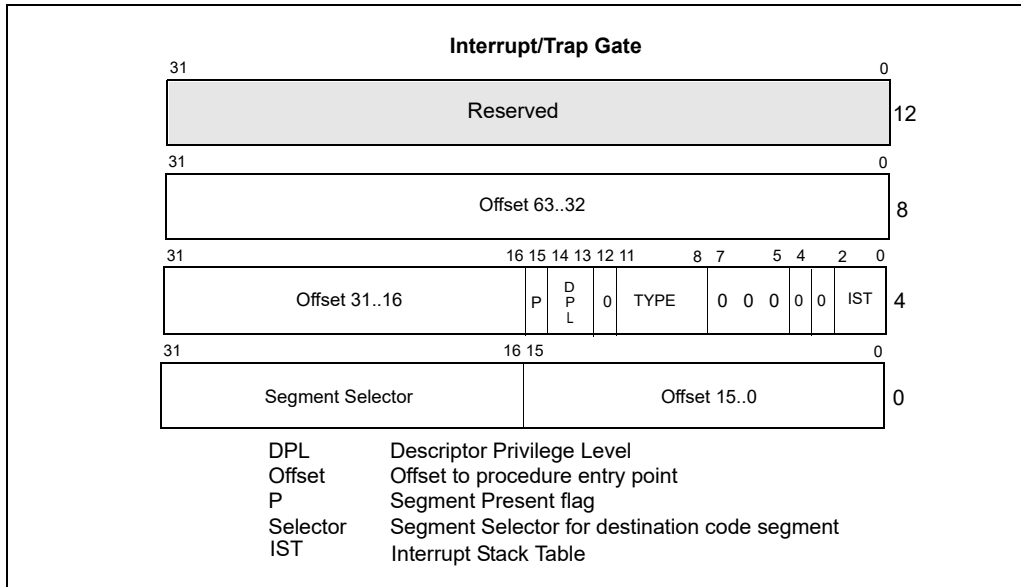 Interrupt/Trap Gate
31 0
Reserved 12
31 0
Offset 63..32 8
31 16 15 14 13 12 11 8 7 5 4 2 0
Offset 31..16 P DPL 0 TYPE 0 0 0 0 0 IST 4
31 16 15 0
Segment Selector Offset 15..0 0
DPL Descriptor Privilege Level
Offset Offset to procedure entry point
P Segment Present flag
Selector Segment Selector for destination code segment
IST Interrupt Stack Table